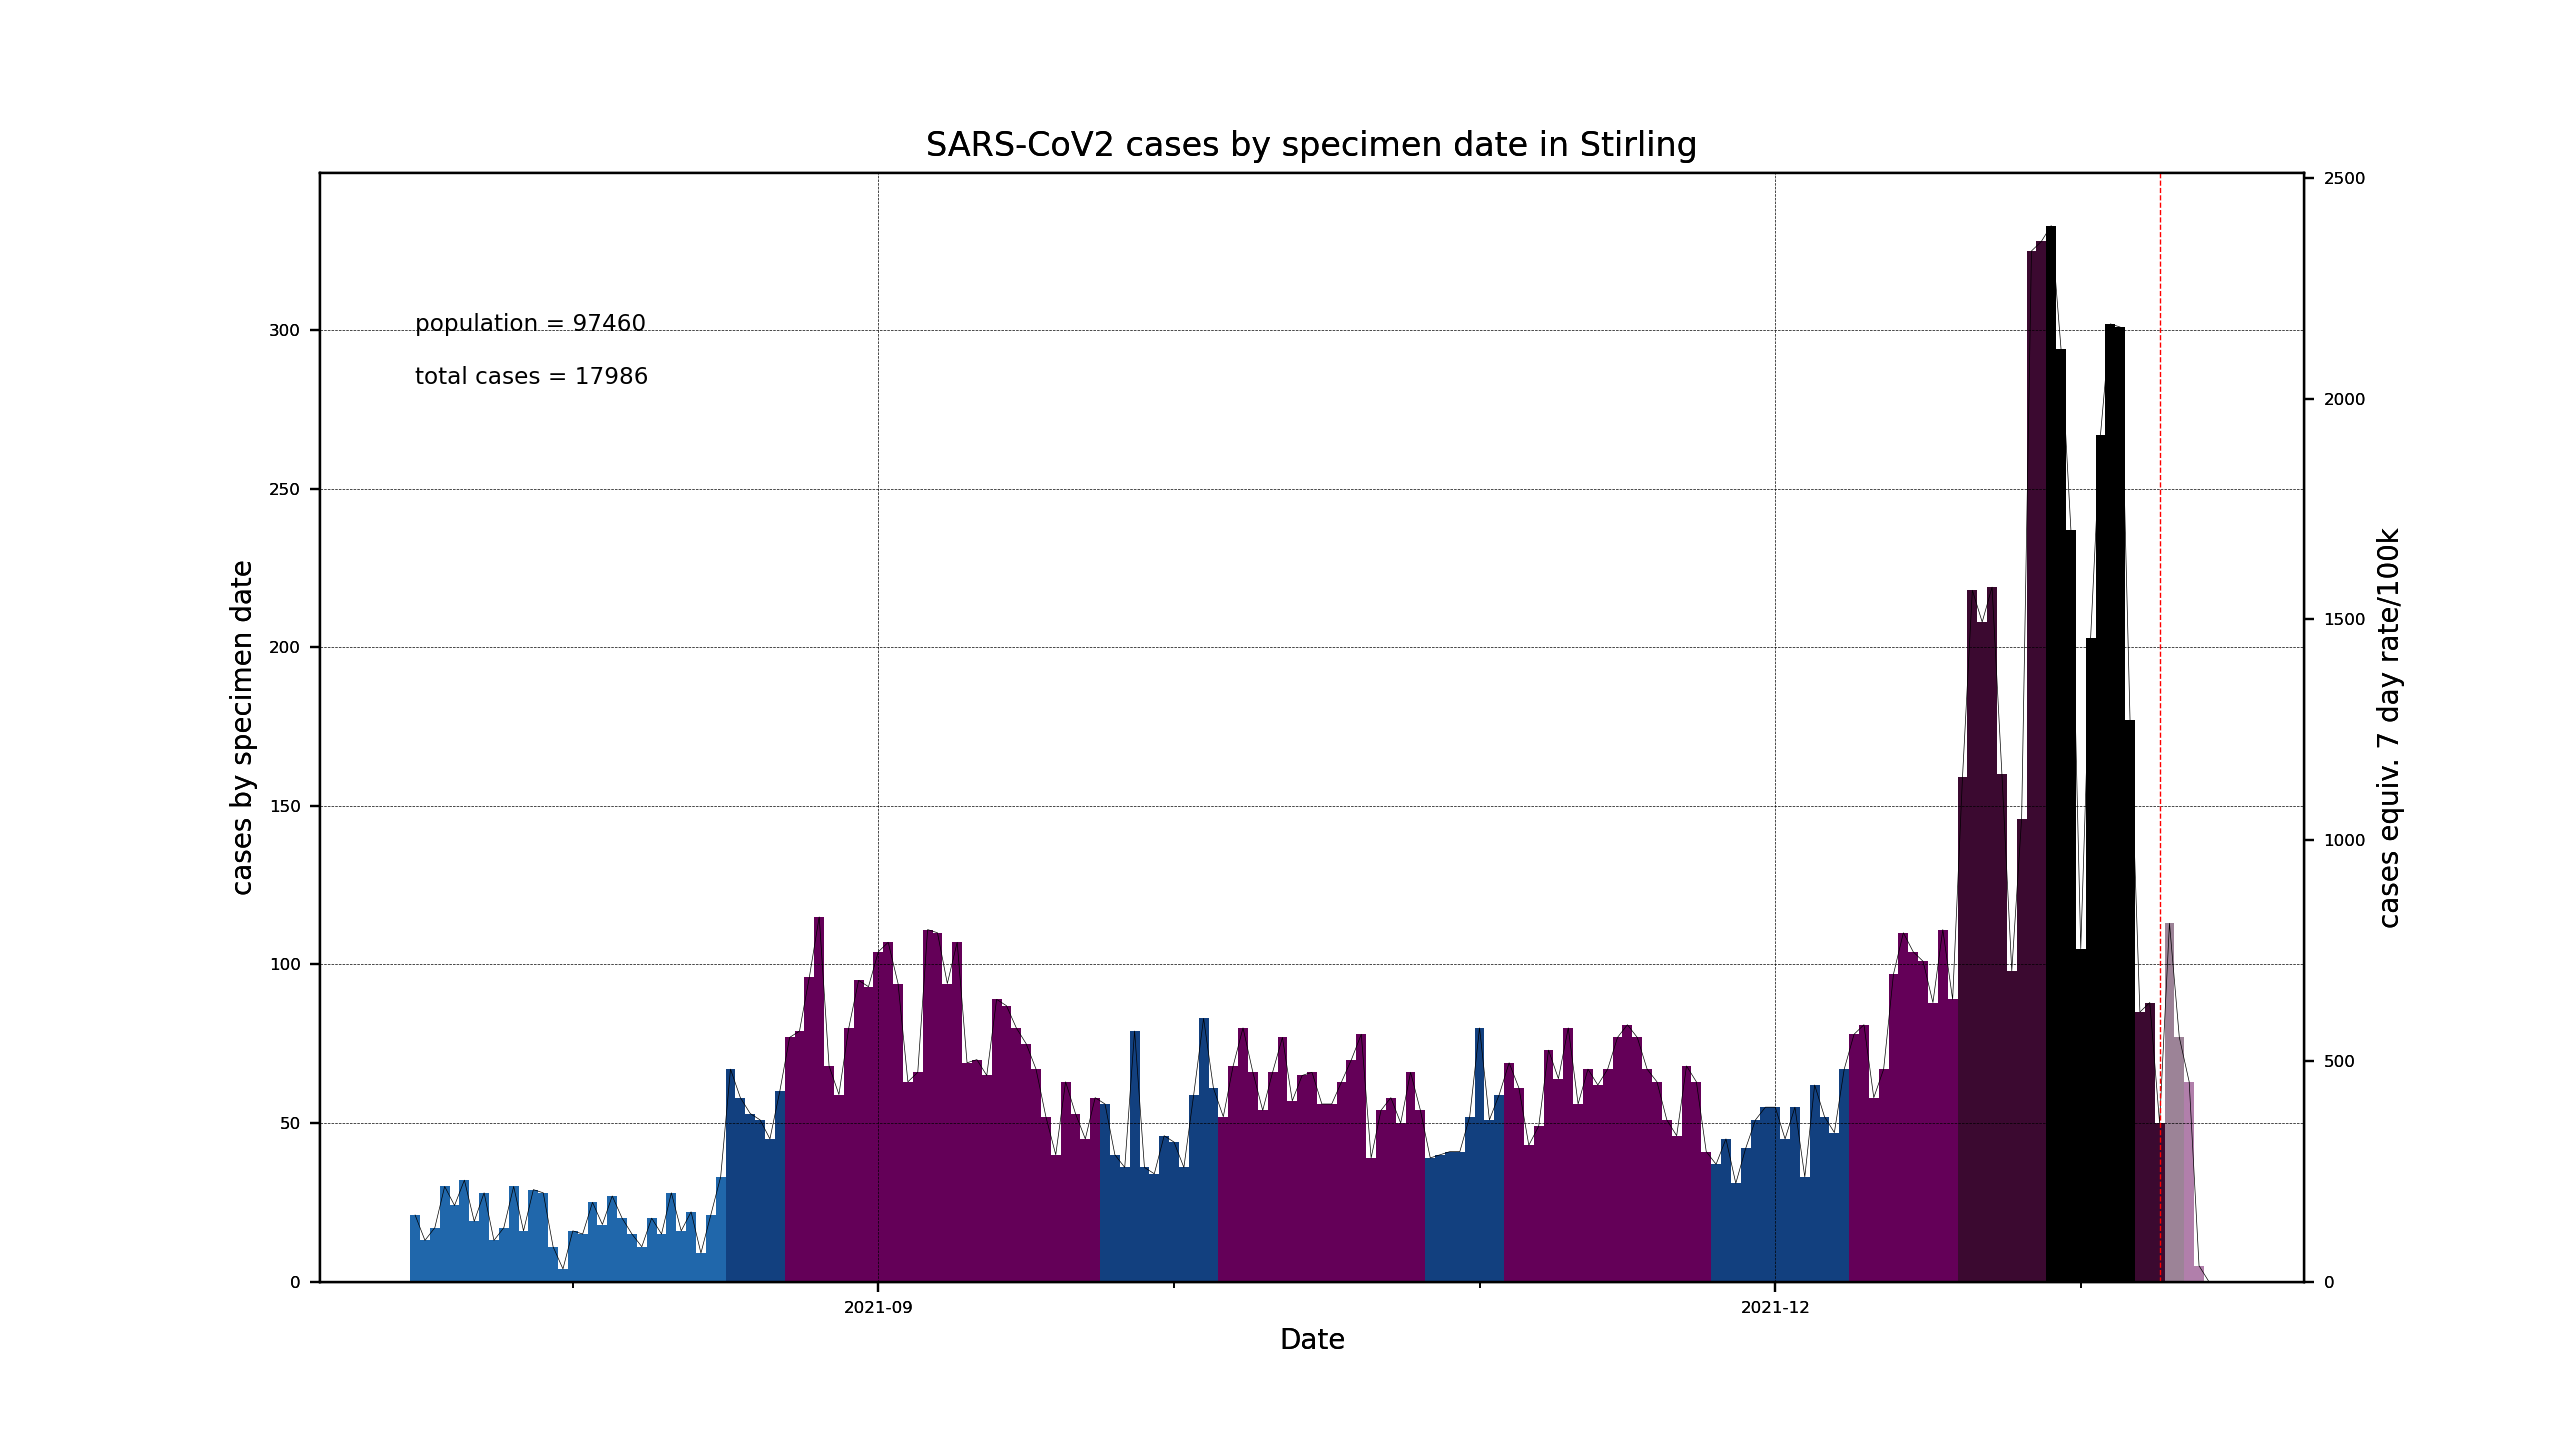 SARS-CoV2 cases by specimen date in Stirling
population = 97460
total cases = 17986
cases by specimen date
300
250
200
150
100
50
0
2500
2000
1500
1000
500
0
cases equiv. 7 day rate/100k
2021-09
2021-12
Date